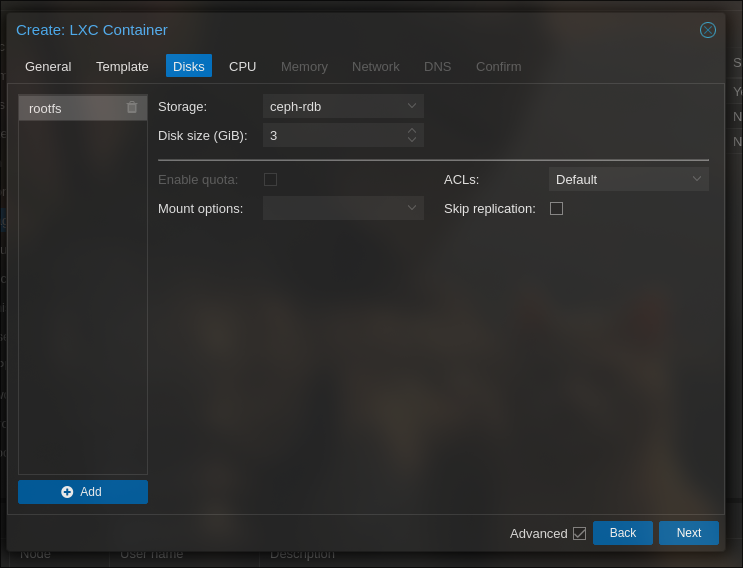 Create: LXC Container
General Template Disks CPU Memory Network DNS Confirm
rootfs
Storage: ceph-rdb
Disk size (GiB): 3
Enable quota: ACLs: Default
Mount options: Skip replication:
Add
Advanced Back Next
Node User name Description